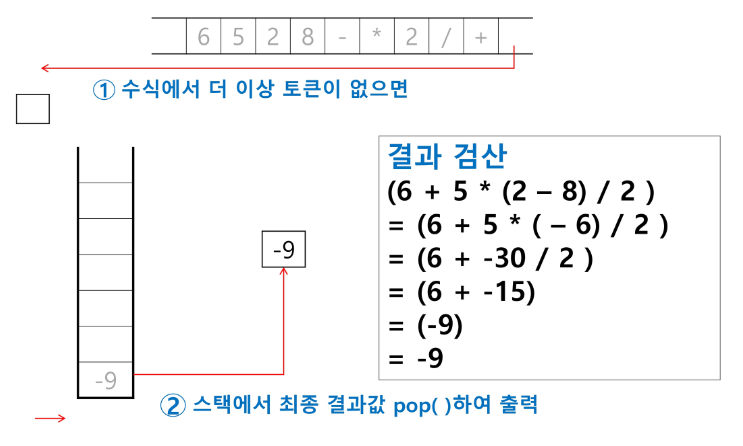 6 5 2 8 - * 2 / +
① 수식에서 더 이상 토큰이 없으면
결과 검산
(6 + 5 * (2 – 8) / 2 )
= (6 + 5 * ( – 6) / 2 )
= (6 + -30 / 2 )
= (6 + -15)
= (-9)
= -9
-9
-9
② 스택에서 최종 결과값 pop( )하여 출력